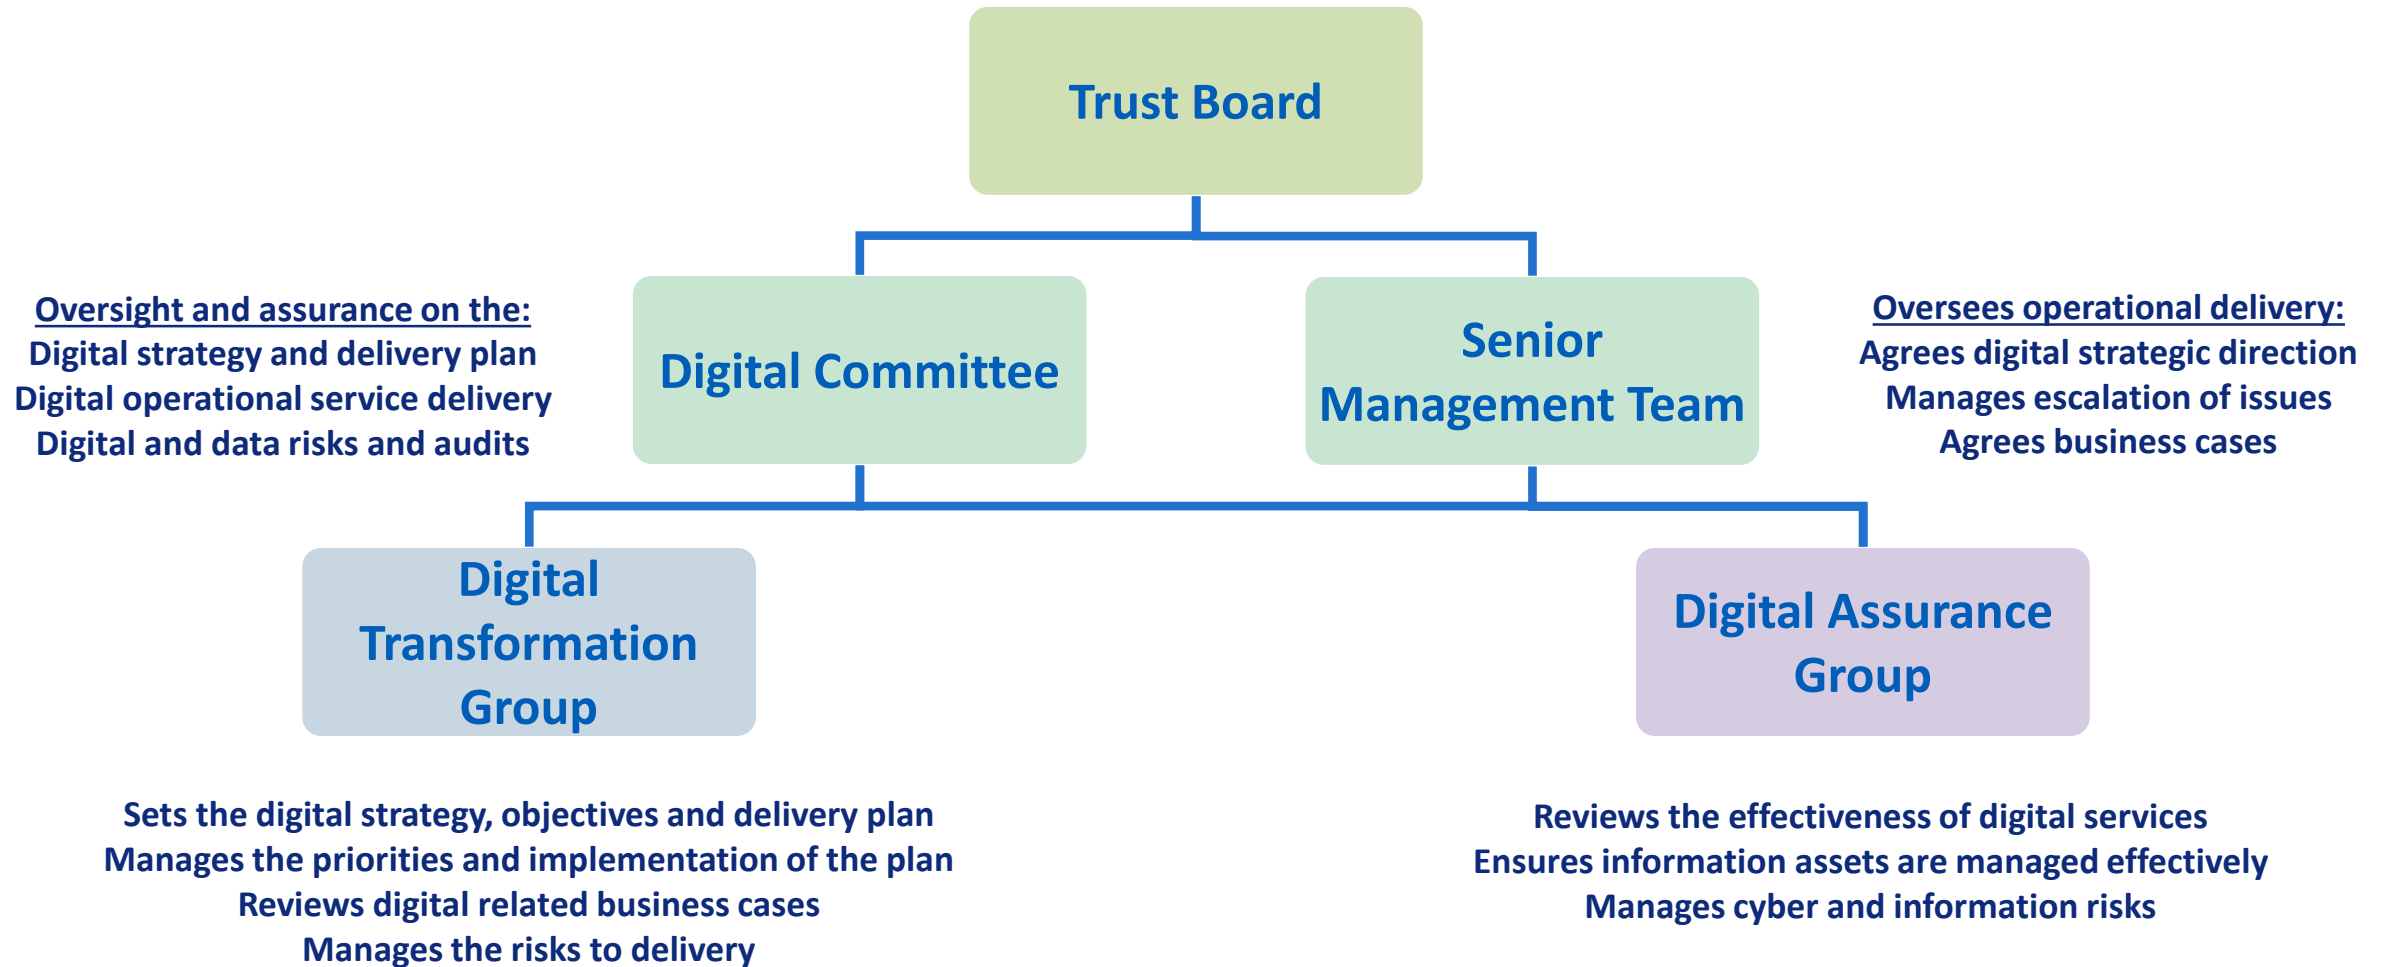 Trust Board
Oversight and assurance on the:
Digital strategy and delivery plan
Digital operational service delivery
Digital and data risks and audits
Digital Committee
Senior
Management Team
Oversees operational delivery:
Agrees digital strategic direction
Manages escalation of issues
Agrees business cases
Digital
Transformation
Group
Digital Assurance
Group
Sets the digital strategy, objectives and delivery plan
Manages the priorities and implementation of the plan
Reviews digital related business cases
Manages the risks to delivery
Reviews the effectiveness of digital services
Ensures information assets are managed effectively
Manages cyber and information risks